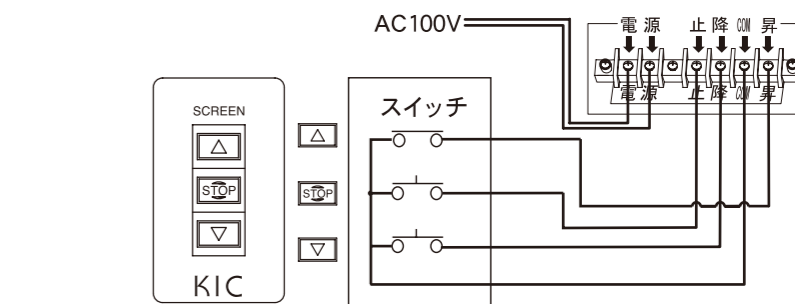 AC100V
電源 止 降 COM 昇
電源 止 降 COM 昇
スイッチ
SCREEN
△ △
STOP STOP
▽ ▽
KIC